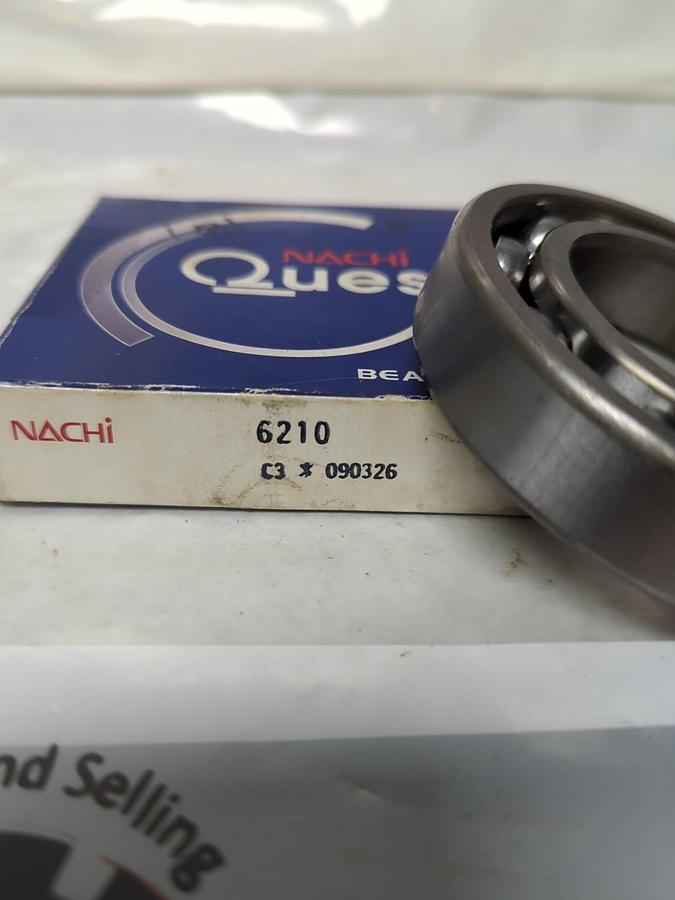 NACHi
Ques
BEA
NACHi
6210
C3 * 090326
nd Selling